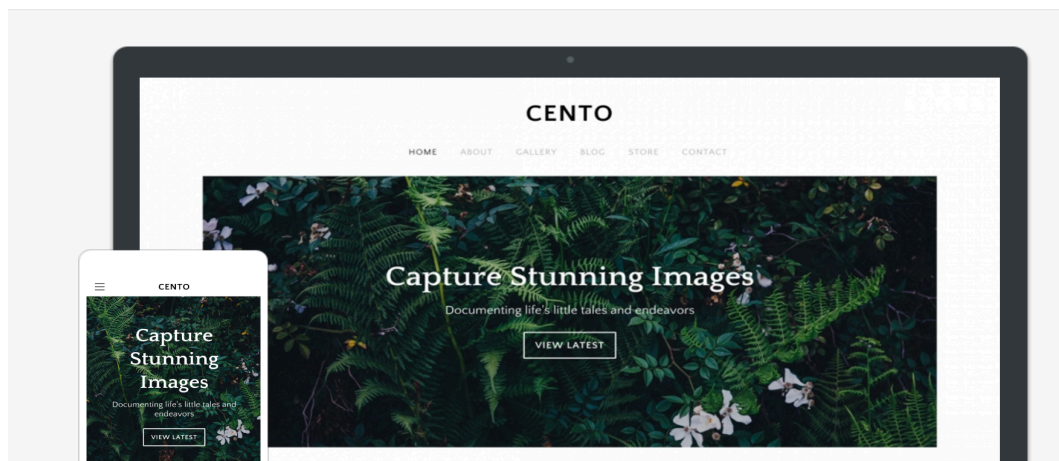 CENTO
HOME ABOUT GALLERY BLOG STORE CONTACT
Capture Stunning Images
Documenting life's little tales and endeavors
VIEW LATEST
CENTO
Capture
Stunning
Images
Documenting life's little tales and
endeavors
VIEW LATEST